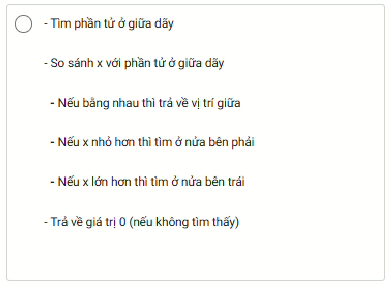 - Tìm phần tử ở giữa dãy
- So sánh x với phần tử ở giữa dãy
- Nếu bằng nhau thì trả về vị trí giữa
- Nếu x nhỏ hơn thì tìm ở nửa bên phải
- Nếu x lớn hơn thì tìm ở nửa bên trái
- Trả về giá trị 0 (nếu không tìm thấy)